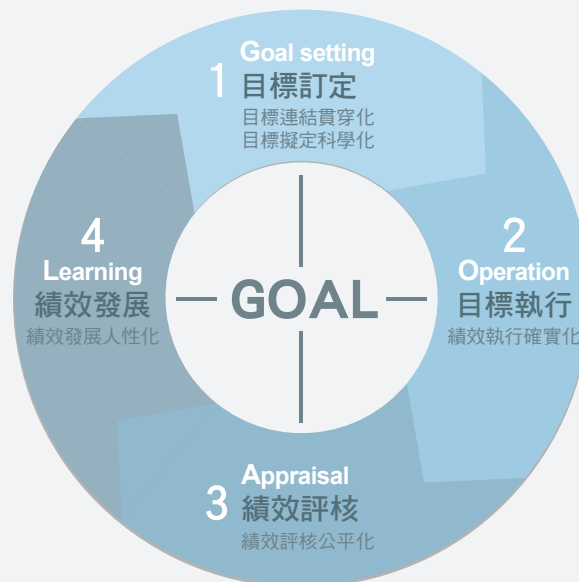 1
Goal setting
目標訂定
目標連結貫穿化
目標擬定科學化
2
Operation
目標執行
績效執行確實化
3
Appraisal
績效評核
績效評核公平化
4
Learning
績效發展
績效發展人性化
GOAL